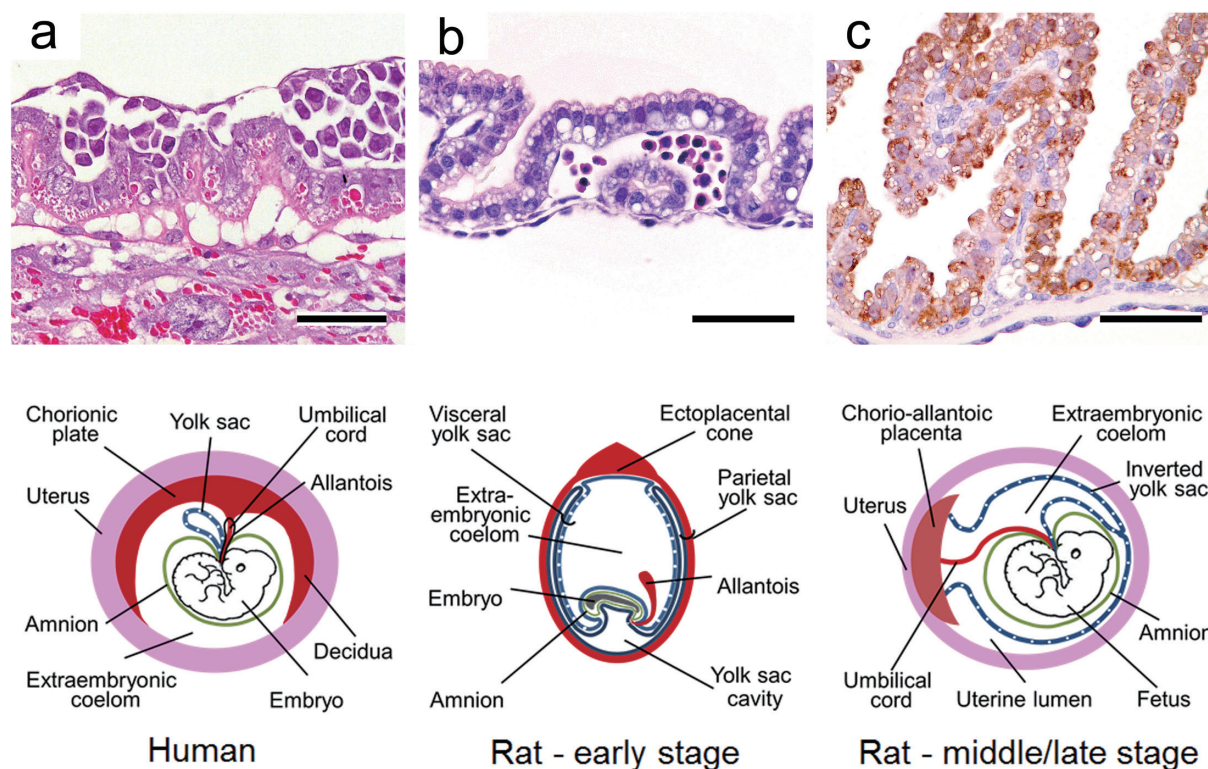 a
b
c
Chorionic
plate
Yolk sac
Umbilical
cord
Allantois
Uterus
Amnion
Extraembryonic
coelom
Embryo
Decidua
Human
Visceral
yolk sac
Ectoplacental
cone
Extra-
embryonic
coelom
Parietal
yolk sac
Embryo
Allantois
Amnion
Yolk sac
cavity
Rat - early stage
Chorio-allantoic
placenta
Extraembryonic
coelom
Inverted
yolk sac
Uterus
Amnion
Umbilical
cord
Uterine lumen
Fetus
Rat - middle/late stage